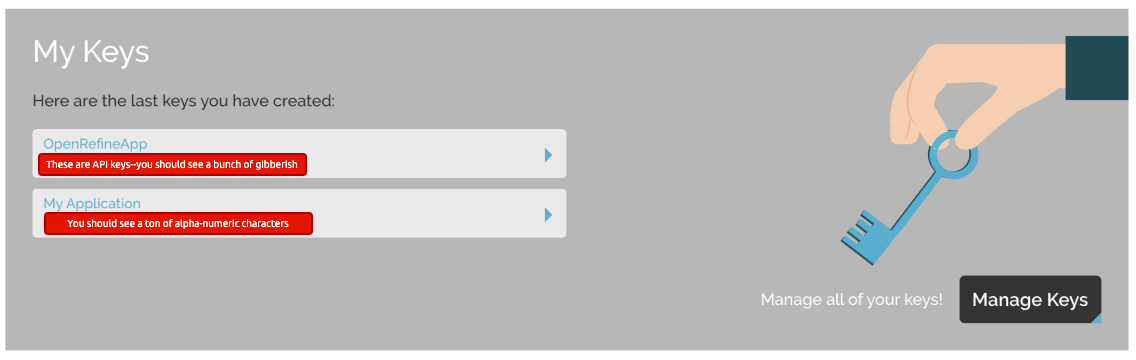 My Keys
Here are the last keys you have created:
OpenRefineApp
These are API keys--you should see a bunch of gibberish
My Application
You should see a ton of alpha-numeric characters
Manage all of your keys!
Manage Keys